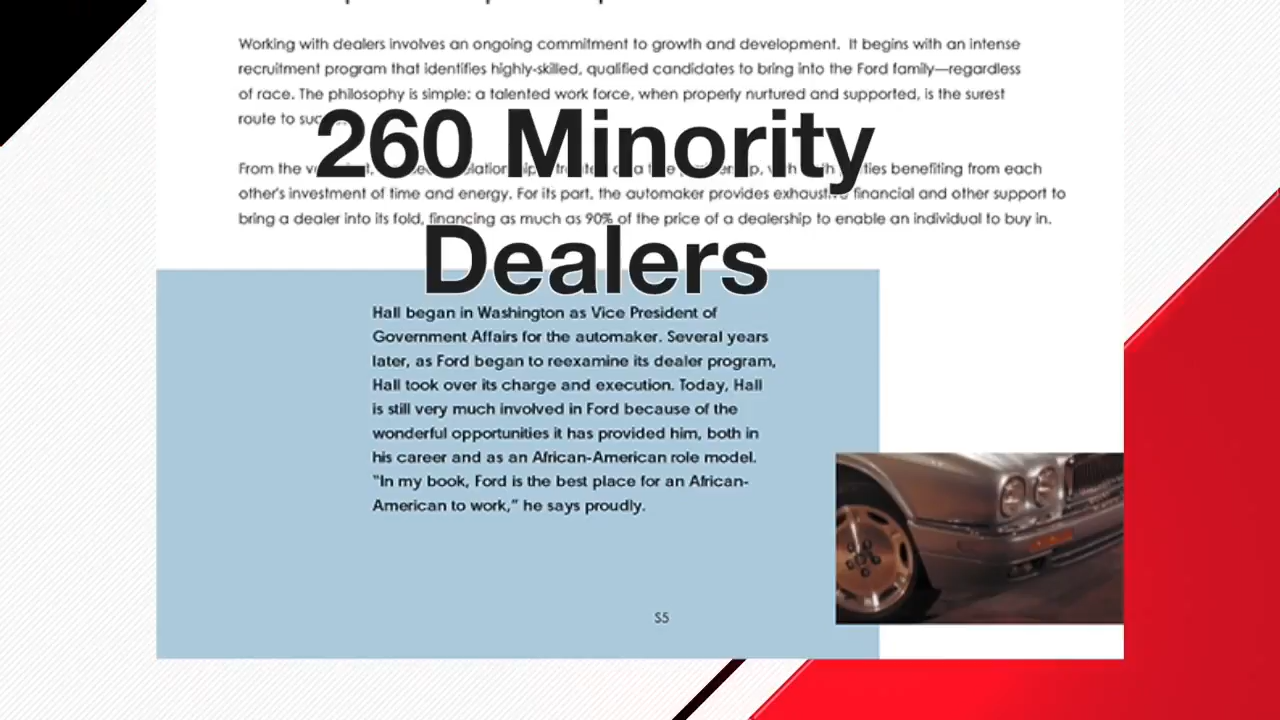 Working with dealers involves an ongoing commitment to growth and development. It begins with an intense
recruitment program that identifies highly-skilled, qualified candidates to bring into the Ford family—regardless
of race. The philosophy is simple: a talented work force, when properly nurtured and supported, is the surest
route to
260 Minority
From the ties benefiting from each
other's investment of time and energy. For its part, the automaker provides financial and other support to
bring a dealer into its fold, financing as much as 90% of the price of a dealership to enable an individual to buy in.
Dealers
Hall began in Washington as Vice President of
Government Affairs for the automaker. Several years
later, as Ford began to reexamine its dealer program,
Hall took over its charge and execution. Today, Hall
is still very much involved in Ford because of the
wonderful opportunities it has provided him, both in
his career and as an African-American role model.
"In my book, Ford is the best place for an African-
American to work," he says proudly.
S5